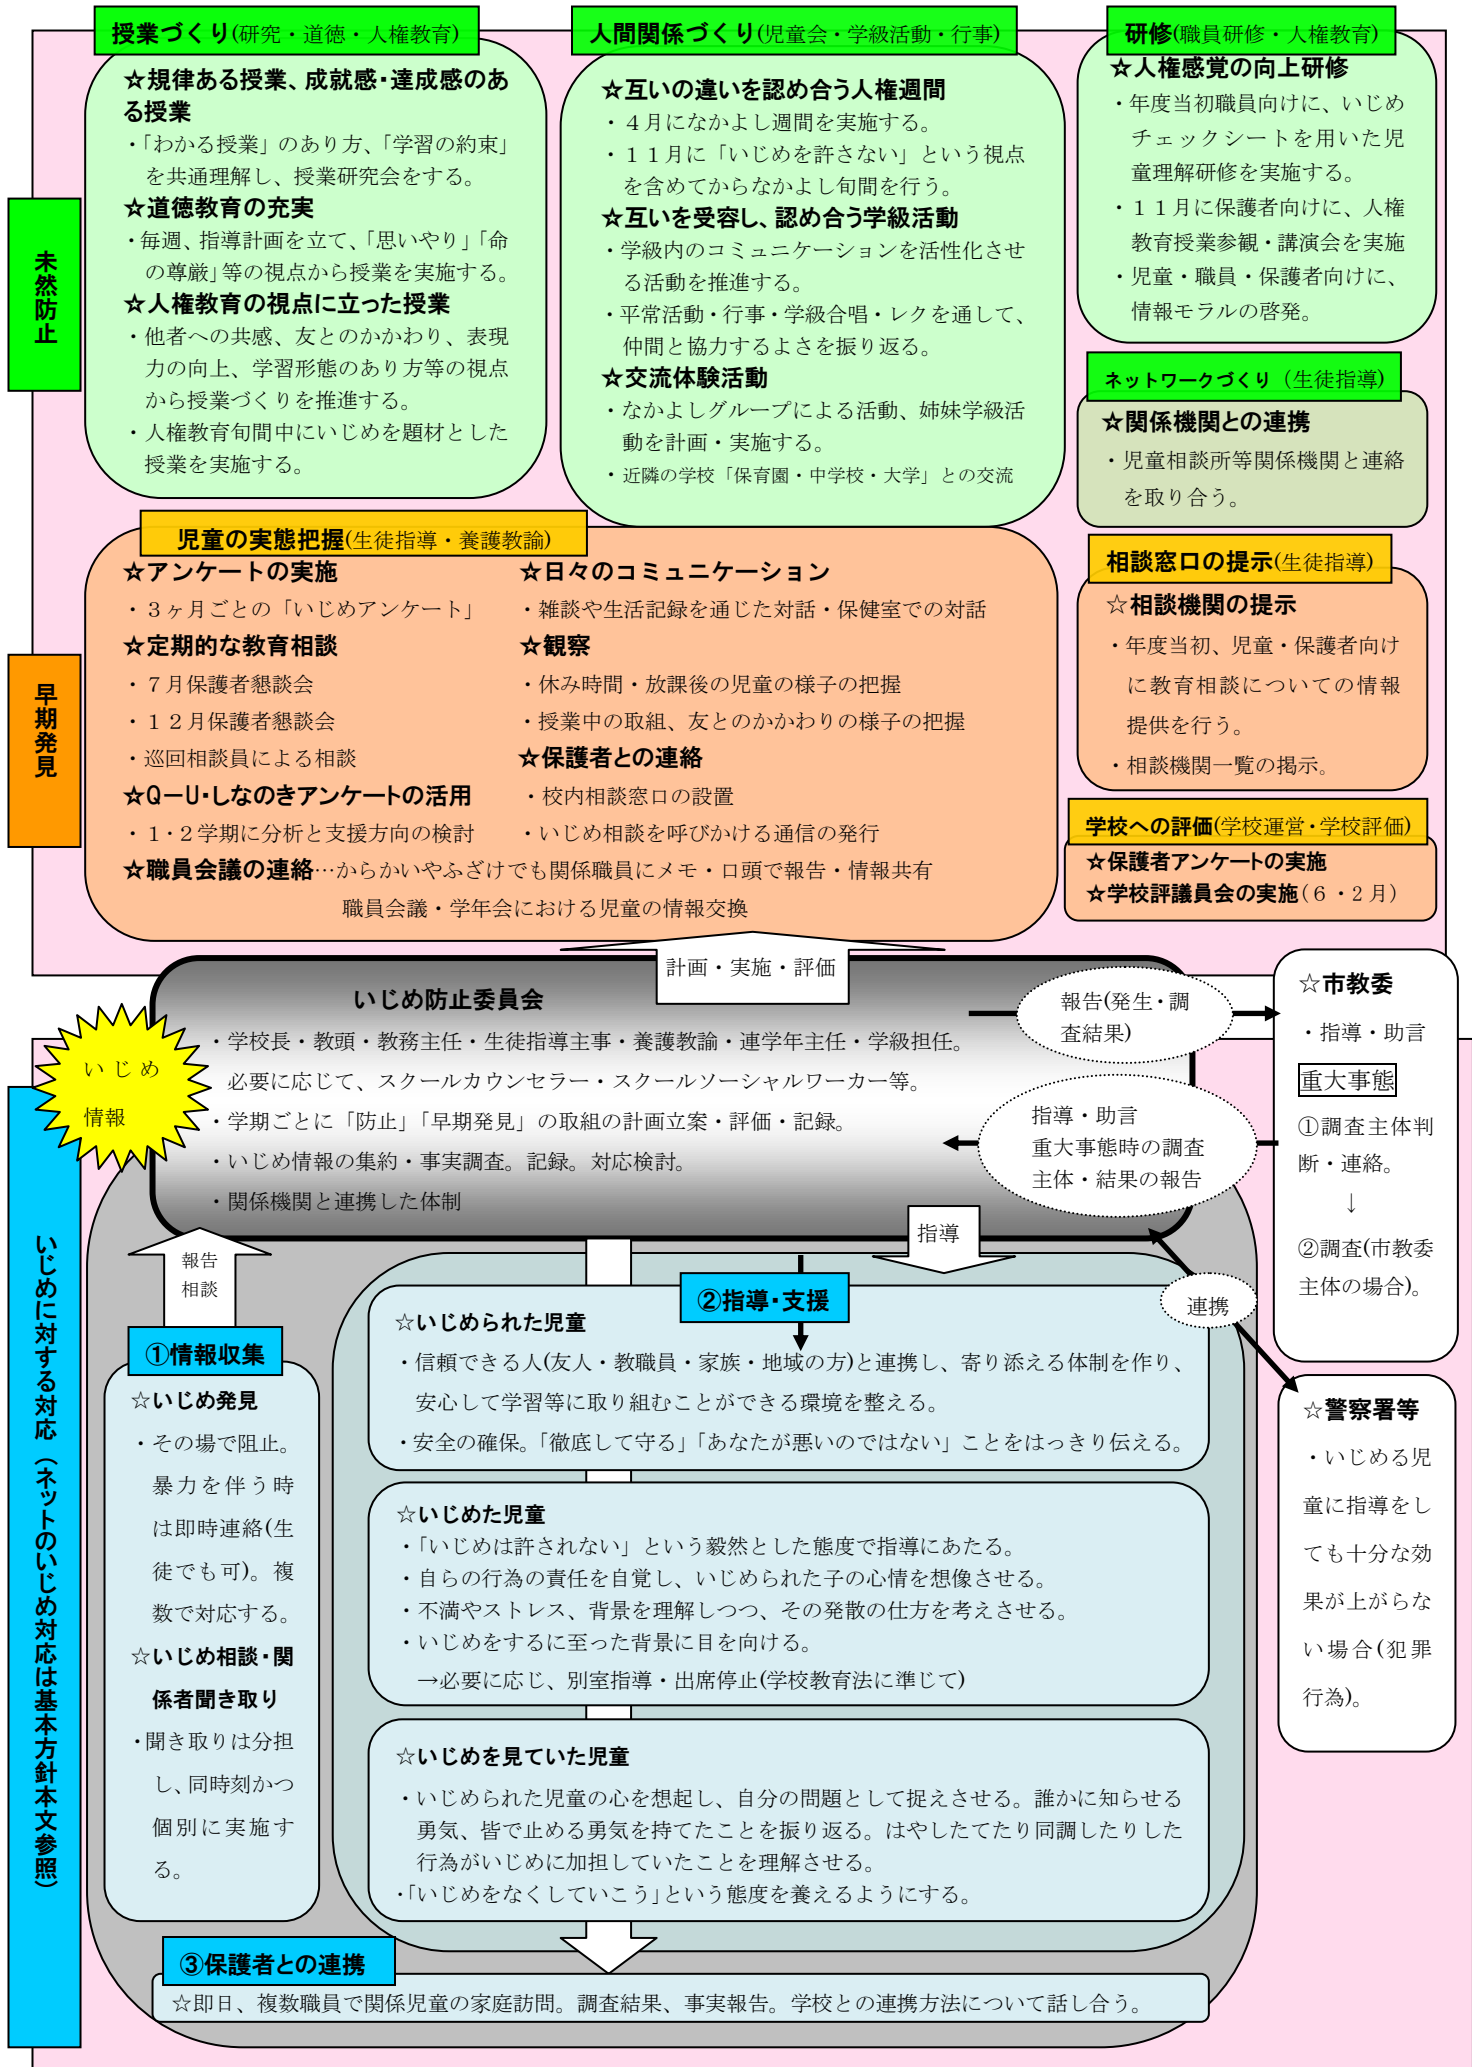 授業づくり(研究・道徳・人権教育)
☆規律ある授業、成就感・達成感のあ
る授業
・「わかる授業」のあり方、「学習の約束」
を共通理解し、授業研究会をする。
☆道徳教育の充実
・毎週、指導計画を立て、「思いやり」「命
の尊厳」等の視点から授業を実施する。
☆人権教育の視点に立った授業
・他者への共感、友とのかかわり、表現
力の向上、学習形態のあり方等の視点
から授業づくりを推進する。
・人権教育旬間中にいじめを題材とした
授業を実施する。
人間関係づくり(児童会・学級活動・行事)
☆互いの違いを認め合う人権週間
・４月になかよし週間を実施する。
・１１月に「いじめを許さない」という視点
を含めてからなかよし旬間を行う。
☆互いを受容し、認め合う学級活動
・学級内のコミュニケーションを活性化させ
る活動を推進する。
・平常活動・行事・学級合唱・レクを通して、
仲間と協力するよさを振り返る。
☆交流体験活動
・なかよしグループによる活動、姉妹学級活
動を計画・実施する。
・近隣の学校「保育園・中学校・大学」との交流
研修(職員研修・人権教育)
☆人権感覚の向上研修
・年度当初職員向けに、いじめ
チェックシートを用いた児
童理解研修を実施する。
・１１月に保護者向けに、人権
教育授業参観・講演会を実施
・児童・職員・保護者向けに、
情報モラルの啓発。
ネットワークづくり（生徒指導)
☆関係機関との連携
・児童相談所等関係機関と連絡
を取り合う。
未然防止
児童の実態把握(生徒指導・養護教諭)
☆アンケートの実施
・３ヶ月ごとの「いじめアンケート」
☆定期的な教育相談
・７月保護者懇談会
・１２月保護者懇談会
・巡回相談員による相談
☆Q－U・しなのきアンケートの活用
・１・２学期に分析と支援方向の検討
☆日々のコミュニケーション
・雑談や生活記録を通じた対話・保健室での対話
☆観察
・休み時間・放課後の児童の様子の把握
・授業中の取組、友とのかかわりの様子の把握
☆保護者との連絡
・校内相談窓口の設置
・いじめ相談を呼びかける通信の発行
☆職員会議の連絡…からかいやふざけでも関係職員にメモ・口頭で報告・情報共有
職員会議・学年会における児童の情報交換
相談窓口の提示(生徒指導)
☆相談機関の提示
・年度当初、児童・保護者向け
に教育相談についての情報
提供を行う。
・相談機関一覧の掲示。
学校への評価(学校運営・学校評価)
☆保護者アンケートの実施
☆学校評議員会の実施(６・２月)
早期発見
計画・実施・評価
いじめ防止委員会
・学校長・教頭・教務主任・生徒指導主事・養護教諭・連学年主任・学級担任。
必要に応じて、スクールカウンセラー・スクールソーシャルワーカー等。
・学期ごとに「防止」「早期発見」の取組の計画立案・評価・記録。
・いじめ情報の集約・事実調査。記録。対応検討。
・関係機関と連携した体制
いじめ
情報
報告(発生・調
査結果)
指導・助言
重大事態時の調査
主体・結果の報告
☆市教委
・指導・助言
重大事態
①調査主体判
断・連絡。
↓
②調査(市教委
主体の場合)。
報告
相談
指導
連携
☆警察署等
・いじめる児
童に指導をし
ても十分な効
果が上がらな
い場合(犯罪
行為)。
いじめに対する対応（ネットのいじめ対応は基本方針本文参照）
①情報収集
☆いじめ発見
・その場で阻止。
暴力を伴う時
は即時連絡(生
徒でも可)。複
数で対応する。
☆いじめ相談・関
係者聞き取り
・聞き取りは分担
し、同時刻かつ
個別に実施す
る。
②指導・支援
☆いじめられた児童
・信頼できる人(友人・教職員・家族・地域の方)と連携し、寄り添える体制を作り、
安心して学習等に取り組むことができる環境を整える。
・安全の確保。「徹底して守る」「あなたが悪いのではない」ことをはっきり伝える。
☆いじめた児童
・「いじめは許されない」という毅然とした態度で指導にあたる。
・自らの行為の責任を自覚し、いじめられた子の心情を想像させる。
・不満やストレス、背景を理解しつつ、その発散の仕方を考えさせる。
・いじめをするに至った背景に目を向ける。
→必要に応じ、別室指導・出席停止(学校教育法に準じて)
☆いじめを見ていた児童
・いじめられた児童の心を想起し、自分の問題として捉えさせる。誰かに知らせる
勇気、皆で止める勇気を持てたことを振り返る。はやしたてたり同調したりした
行為がいじめに加担していたことを理解させる。
・「いじめをなくしていこう」という態度を養えるようにする。
③保護者との連携
☆即日、複数職員で関係児童の家庭訪問。調査結果、事実報告。学校との連携方法について話し合う。